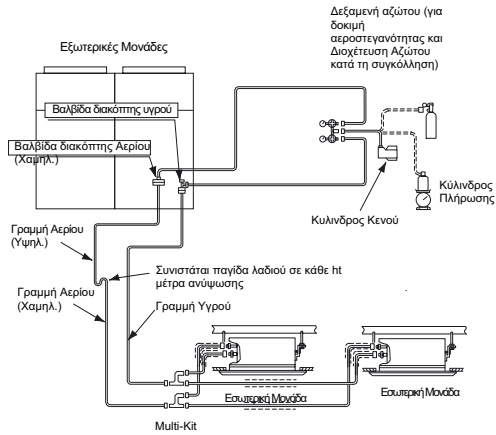 Δεξαμενή αζώτου (για
δοκιμή
αεροστεγανότητας και
Διοχέτευση Αζώτου
κατά τη συγκόλληση)
Εξωτερικές Μονάδες
Βαλβίδα διακόπτης υγρού
Βαλβίδα διακόπτης Αερίου
(Χαμηλ.)
Κύλινδρος
Πλήρωσης
Κυλινδρος Κενού
Γραμμή Αερίου
(Υψηλ.)
Συνιστάται παγίδα λαδιού σε κάθε ht
μέτρα ανύψωσης
Γραμμή Αερίου
(Χαμηλ.)
Γραμμή Υγρού
Εσωτερική Μονάδα
Εσωτερική Μονάδα
Multi-Kit